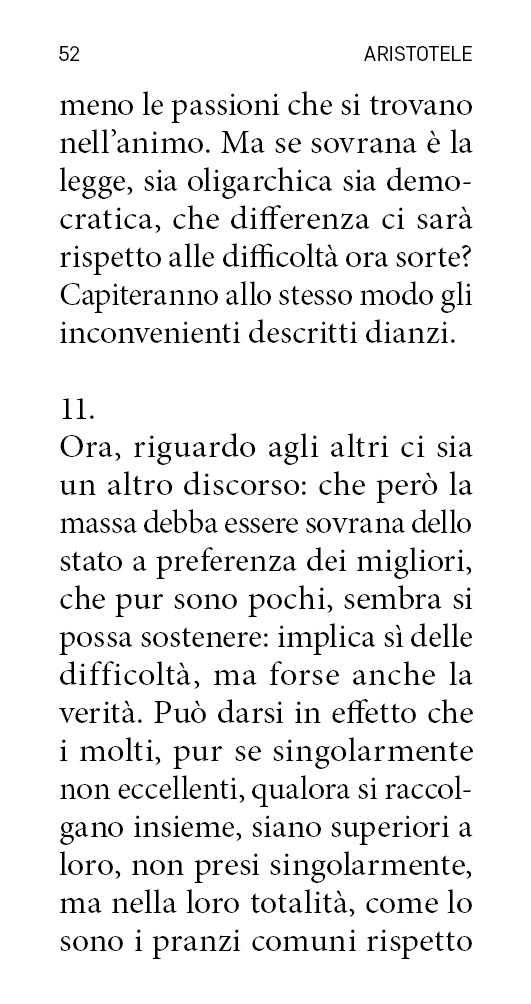 52 ARISTOTELE
meno le passioni che si trovano
nell’animo. Ma se sovrana è la
legge, sia oligarchica sia demo-
cratica, che differenza ci sarà
rispetto alle difficoltà ora sorte?
Capiteranno allo stesso modo gli
inconvenienti descritti dianzi.
11.
Ora, riguardo agli altri ci sia
un altro discorso: che però la
massa debba essere sovrana dello
stato a preferenza dei migliori,
che pur sono pochi, sembra si
possa sostenere: implica sì delle
difficoltà, ma forse anche la
verità. Può darsi in effetto che
i molti, pur se singolarmente
non eccellenti, qualora si raccol-
gano insieme, siano superiori a
loro, non presi singolarmente,
ma nella loro totalità, come lo
sono i pranzi comuni rispetto